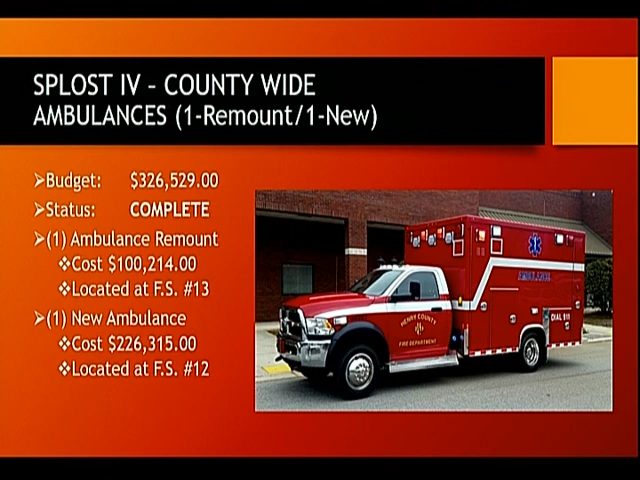 SPLOST IV – COUNTY WIDE
AMBULANCES (1-Remount/1-New)
➢Budget: $326,529.00
➢Status: COMPLETE
➢(1) Ambulance Remount
❖Cost $100,214.00
❖Located at F.S. #13
➢(1) New Ambulance
❖Cost $226,315.00
❖Located at F.S. #12
AMBULANCE
HENRY COUNTY
FIRE DEPARTMENT
DIAL 911